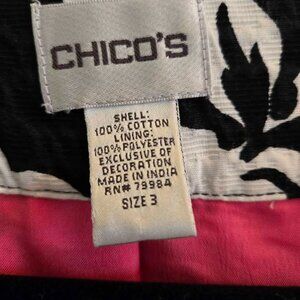 CHICO'S
SHELL:
100% COTTON
LINING:
100% POLYESTER
EXCLUSIVE OF
DECORATION
MADE IN INDIA
RN# 79984
SIZE 3